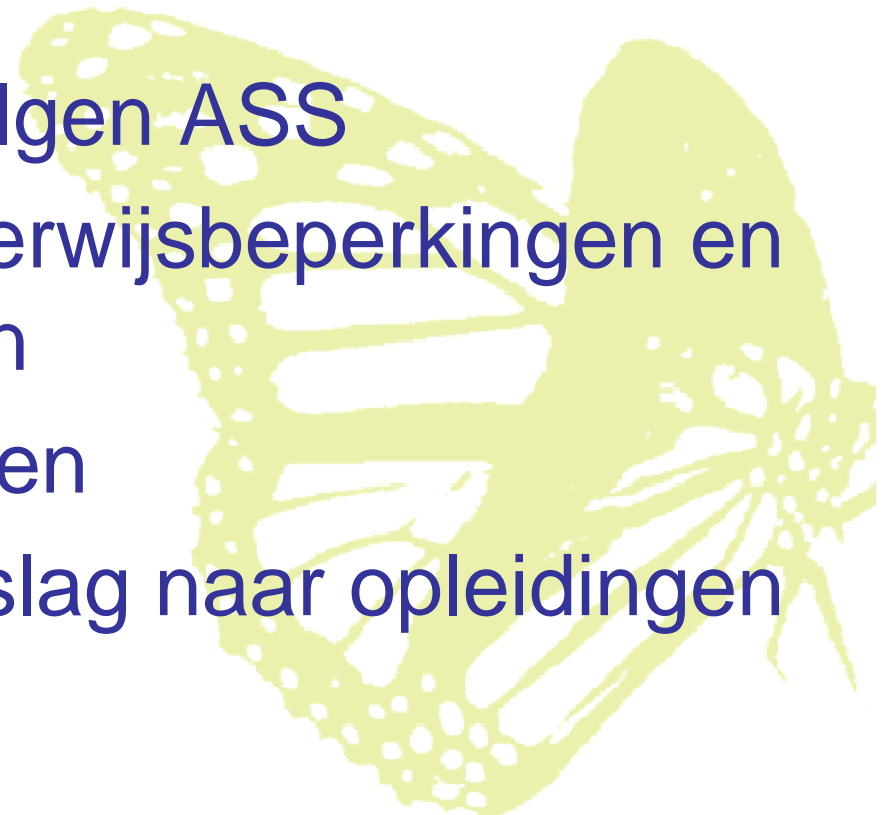 lgen ASS
erwijsbeperkingen en
n
en
slag naar opleidingen